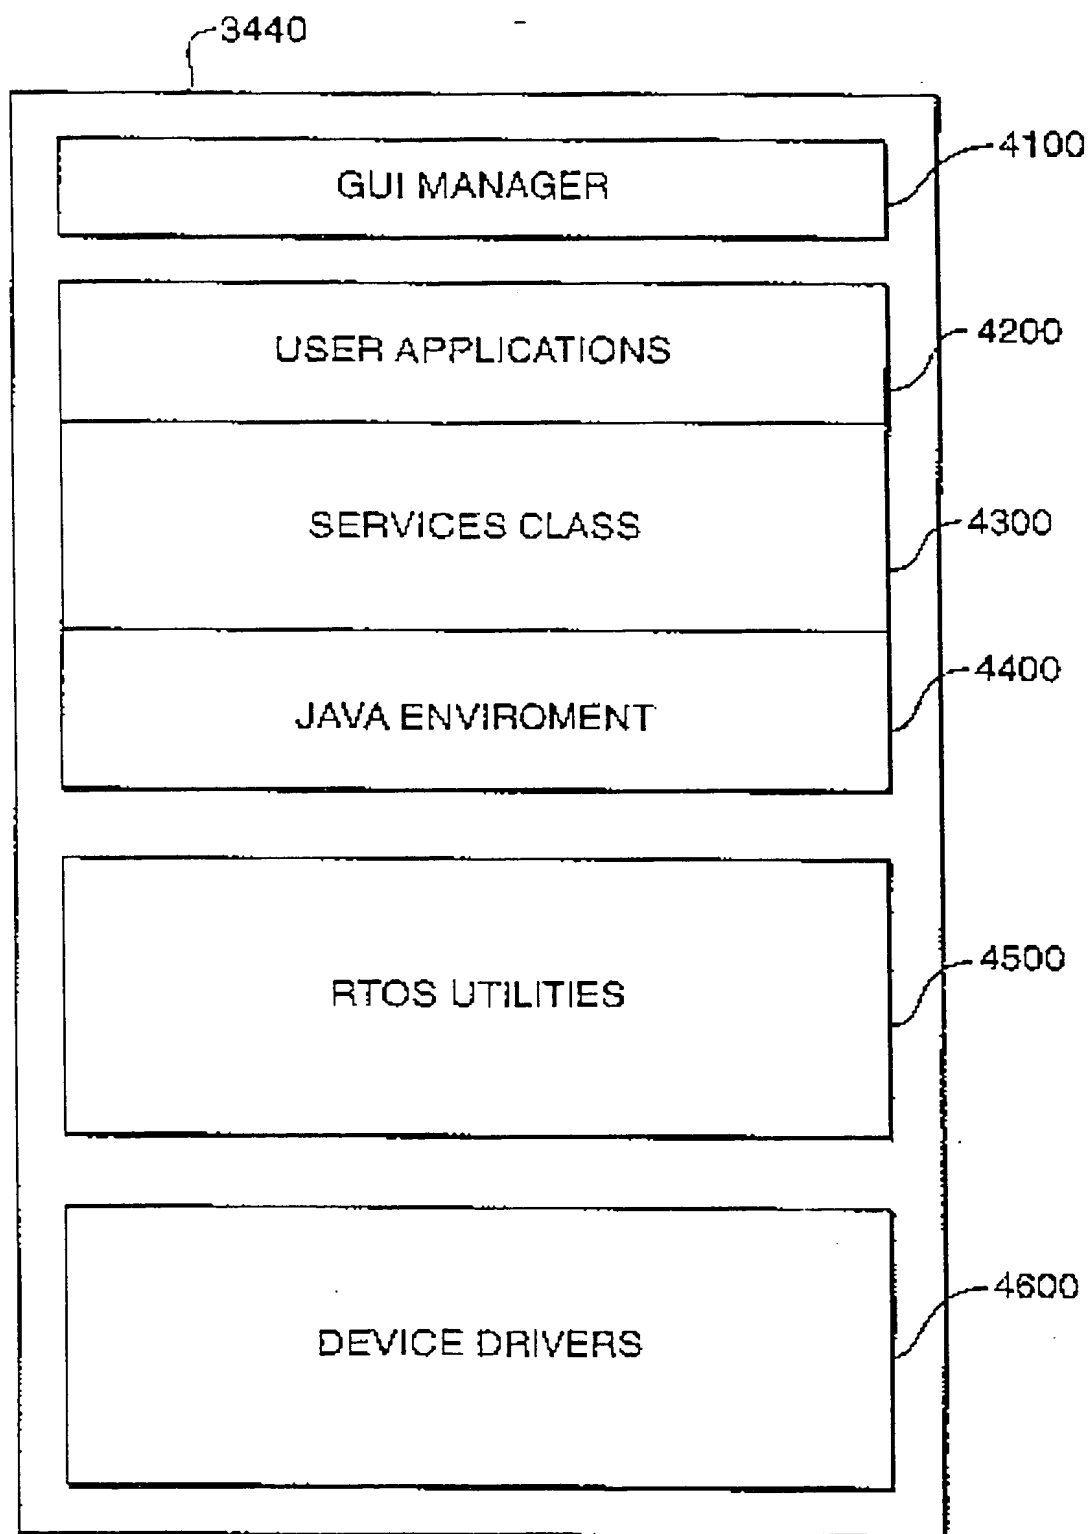 3440
GUI MANAGER
4100
USER APPLICATIONS
4200
SERVICES CLASS
4300
JAVA ENVIROMENT
4400
RTOS UTILITIES
4500
DEVICE DRIVERS
4600